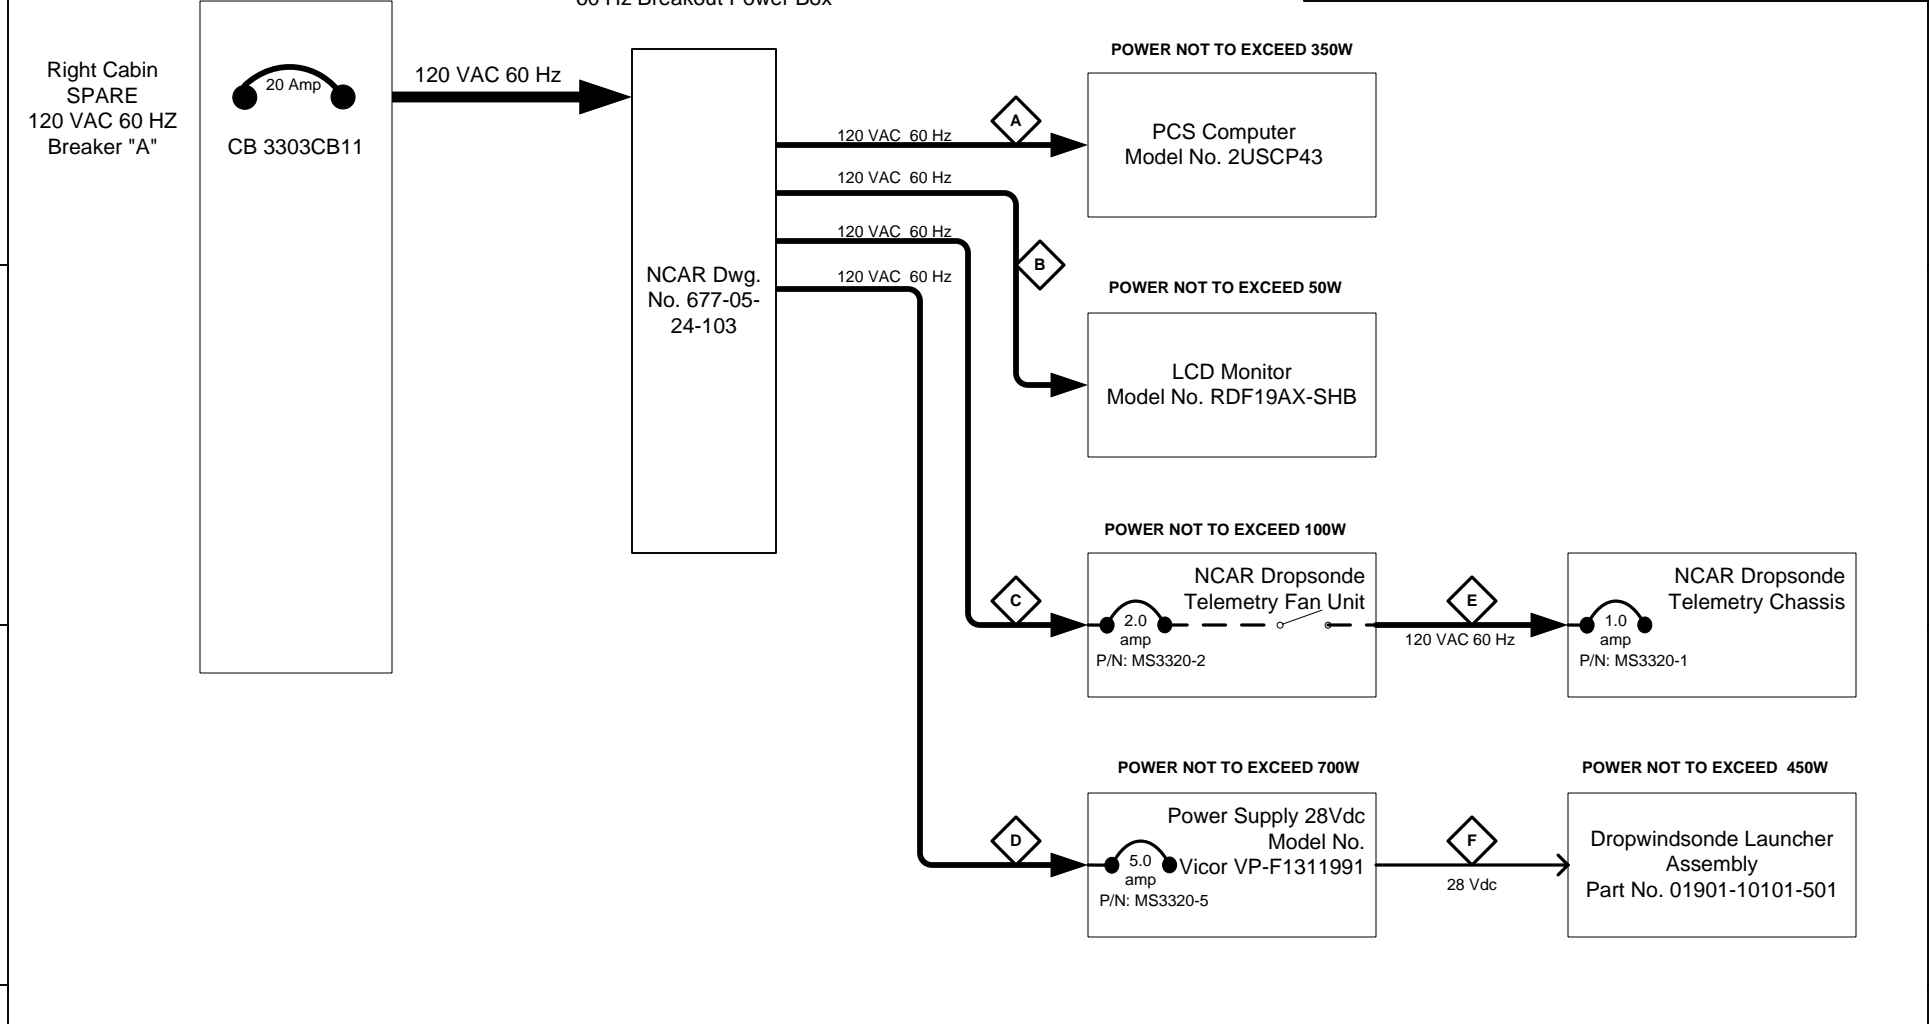 60 Hz Breakout Power Box
Right Cabin
SPARE
120 VAC 60 HZ
Breaker "A"
20 Amp
CB 3303CB11
120 VAC 60 Hz
NCAR Dwg.
No. 677-05-
24-103
120 VAC  60 Hz
120 VAC  60 Hz
120 VAC  60 Hz
120 VAC  60 Hz
A
POWER NOT TO EXCEED 350W
PCS Computer
Model No. 2USCP43
B
POWER NOT TO EXCEED 50W
LCD Monitor
Model No. RDF19AX-SHB
C
POWER NOT TO EXCEED 100W
NCAR Dropsonde
Telemetry Fan Unit
2.0
amp
P/N: MS3320-2
E
120 VAC 60 Hz
NCAR Dropsonde
Telemetry Chassis
1.0
amp
P/N: MS3320-1
D
POWER NOT TO EXCEED 700W
Power Supply 28Vdc
Model No.
Vicor VP-F1311991
5.0
amp
P/N: MS3320-5
F
28 Vdc
POWER NOT TO EXCEED  450W
Dropwindsonde Launcher
Assembly
Part No. 01901-10101-501